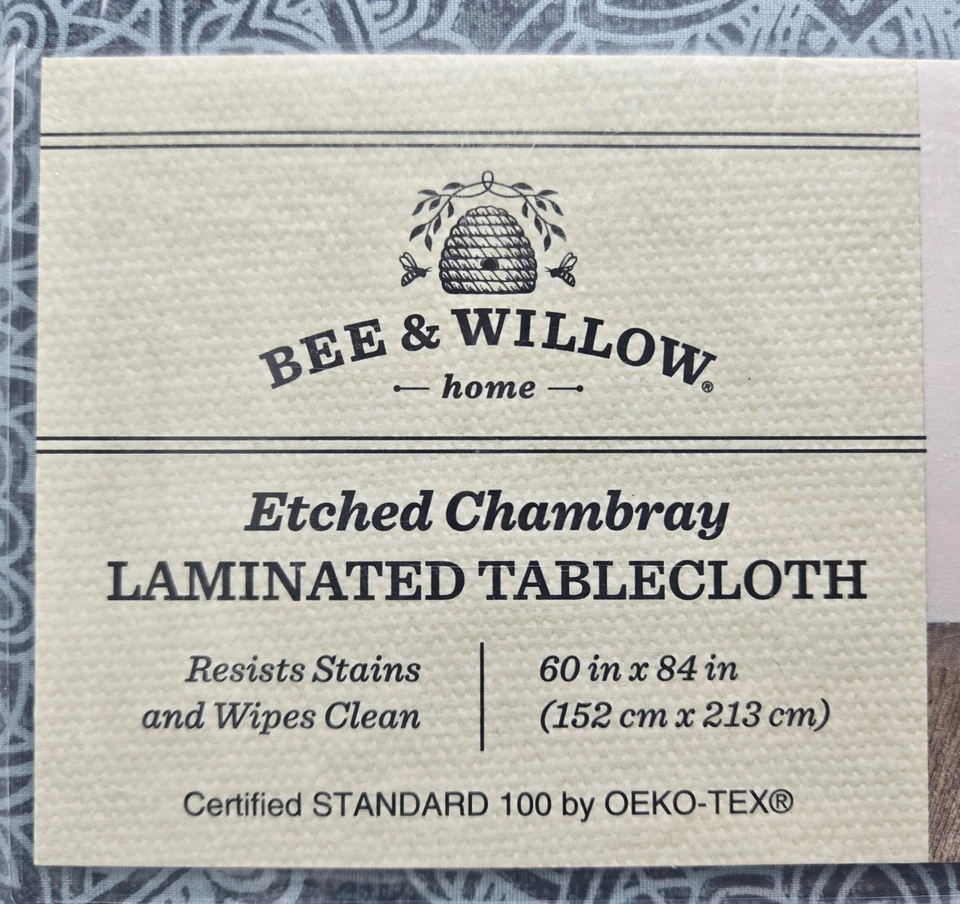 BEE & WILLOW®
home
Etched Chambray
LAMINATED TABLECLOTH
Resists Stains
and Wipes Clean
60 in x 84 in
(152 cm x 213 cm)
Certified STANDARD 100 by OEKO-TEX®